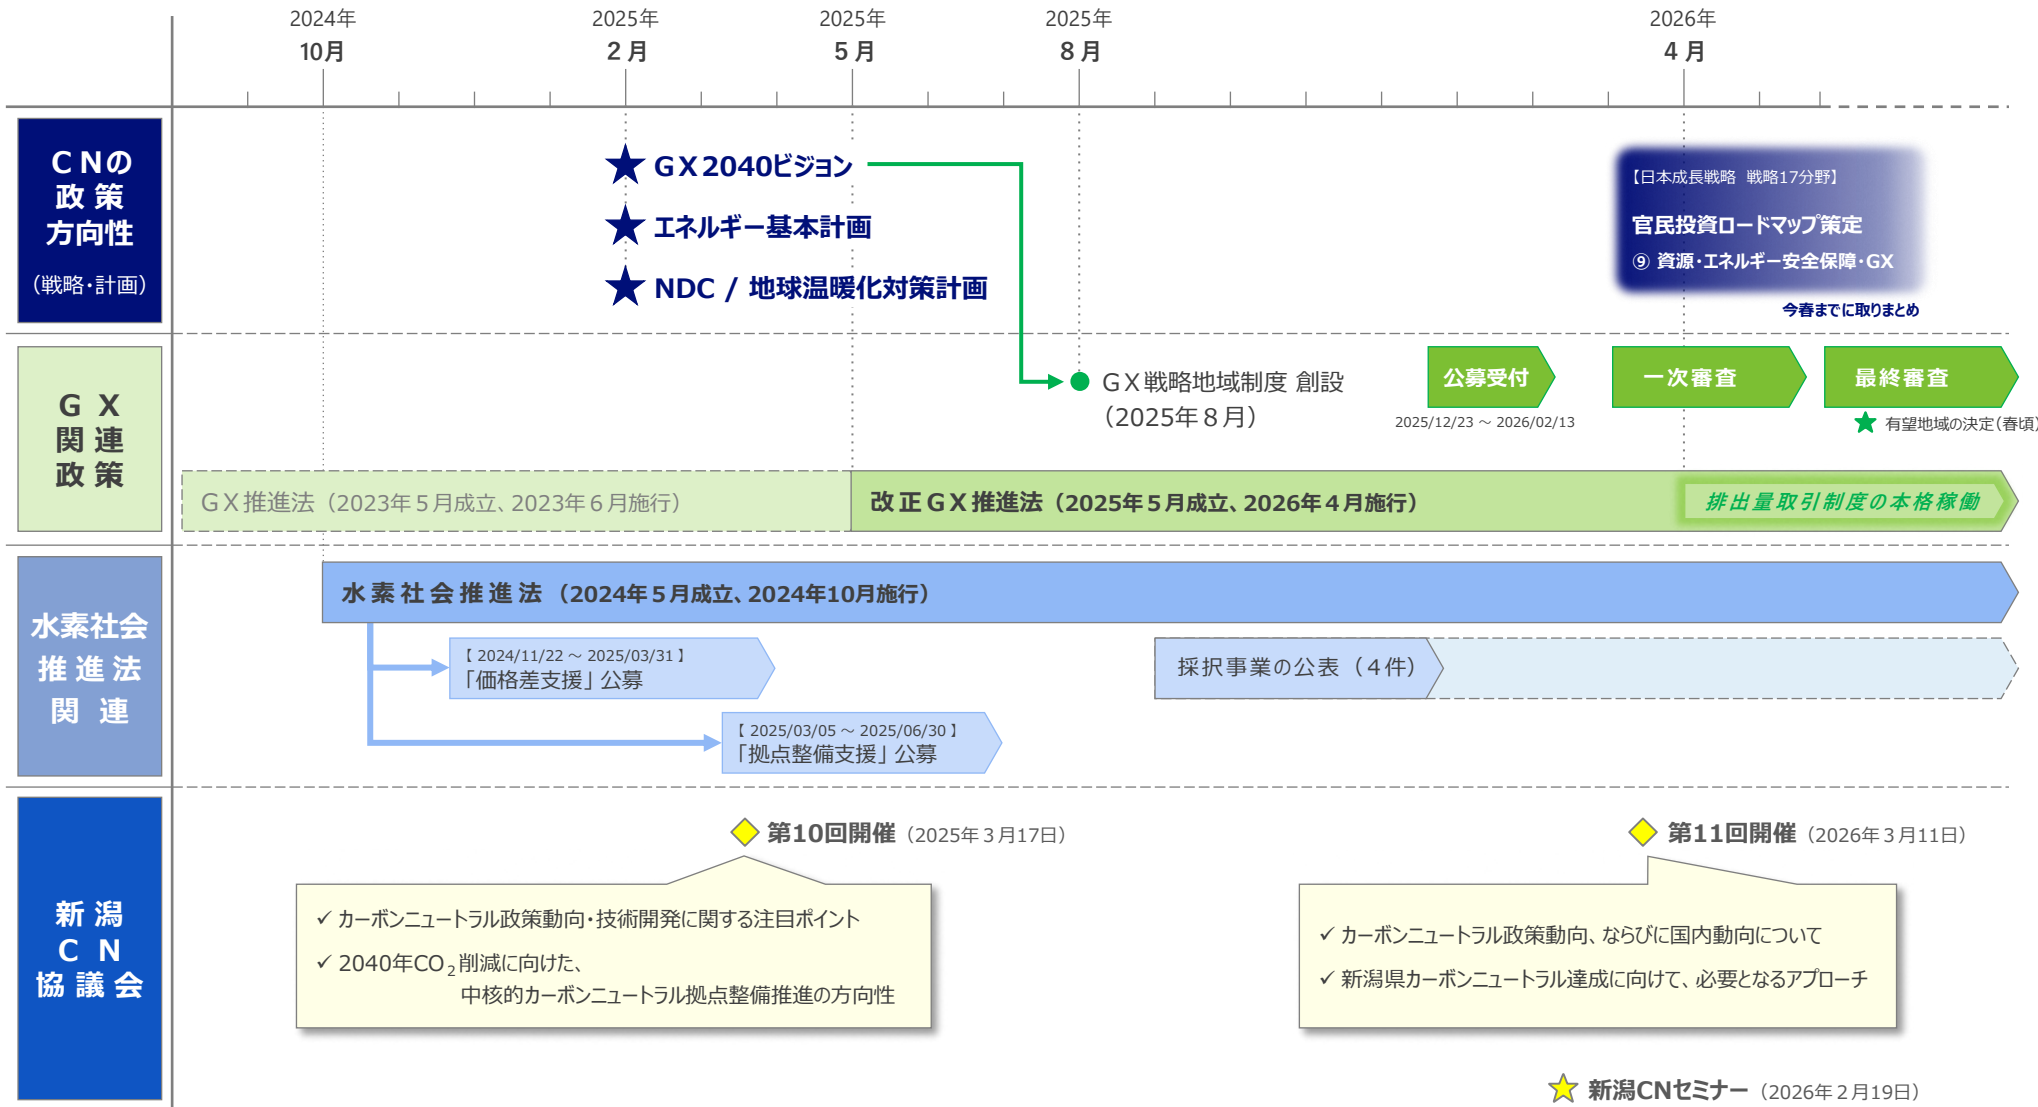 2024年
10月
2025年
2 月
2025年
5 月
2025年
8 月
2026年
4 月
ＣＮの
政 策
方向性
（戦略・計画）
ＧＸ2040ビジョン
エネルギー基本計画
NDC / 地球温暖化対策計画
【日本成長戦略 戦略17分野】
官民投資ロードマップ策定
⑨ 資源・エネルギー安全保障・GX
今春までに取りまとめ
Ｇ Ｘ
関 連
政 策
ＧＸ戦略地域制度 創設
（2025年８月）
公募受付
2025/12/23 ～ 2026/02/13
一次審査
最終審査
有望地域の決定（春頃）
ＧＸ推進法（2023年５月成立、2023年６月施行）
改正ＧＸ推進法（2025年５月成立、2026年４月施行）
排出量取引制度の本格稼働
水素社会
推 進 法
関 連
水素社会推進法（2024年５月成立、2024年10月施行）
【 2024/11/22 ～ 2025/03/31 】
「価格差支援」公募
採択事業の公表（４件）
【 2025/03/05 ～ 2025/06/30 】
「拠点整備支援」公募
新 潟
Ｃ Ｎ
協議会
第10回開催（2025年３月17日）
✓ カーボンニュートラル政策動向・技術開発に関する注目ポイント
✓ 2040年CO₂削減に向けた、
中核的カーボンニュートラル拠点整備推進の方向性
第11回開催（2026年３月11日）
✓ カーボンニュートラル政策動向、ならびに国内動向について
✓ 新潟県カーボンニュートラル達成に向けて、必要となるアプローチ
新潟CNセミナー（2026年２月19日）